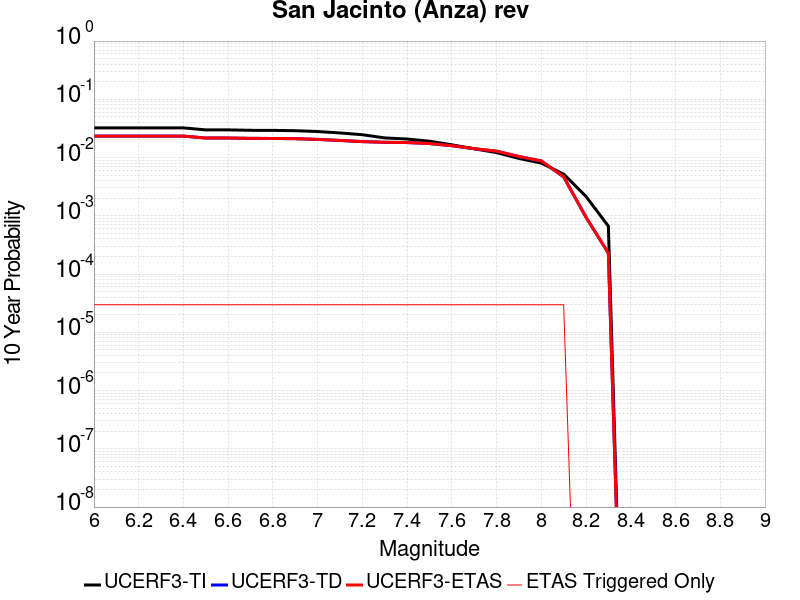 San Jacinto (Anza) rev
10^0
10^-1
10^-2
10^-3
10^-4
10^-5
10^-6
10^-7
10^-8
10 Year Probability
6 6.2 6.4 6.6 6.8 7 7.2 7.4 7.6 7.8 8 8.2 8.4 8.6 8.8 9
Magnitude
UCERF3-TI UCERF3-TD UCERF3-ETAS ETAS Triggered Only